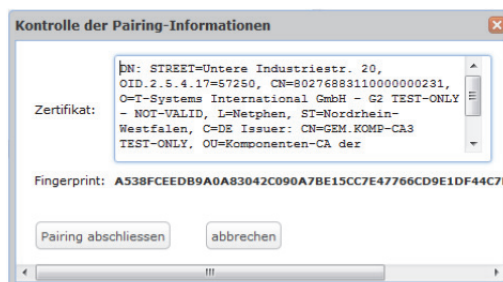 Kontrolle der Pairing-Informationen
Zertifikat:
DN: STREET=Untere Industriestr. 20,
OID.2.5.4.17=57250, CN=80276883110000000231,
O=T-Systems International GmbH - G2 TEST-ONLY
- NOT-VALID, L=Netphen, ST=Nordrhein-
Westfalen, C=DE Issuer: CN=GEM.KOMP-CA3
TEST-ONLY, OU=Komponenten-CA der
Fingerprint: A538FCEEDB9A0A83042C090A7BE15CC7E47766CD9E1DF44C7
Pairing abschliessen
abbrechen